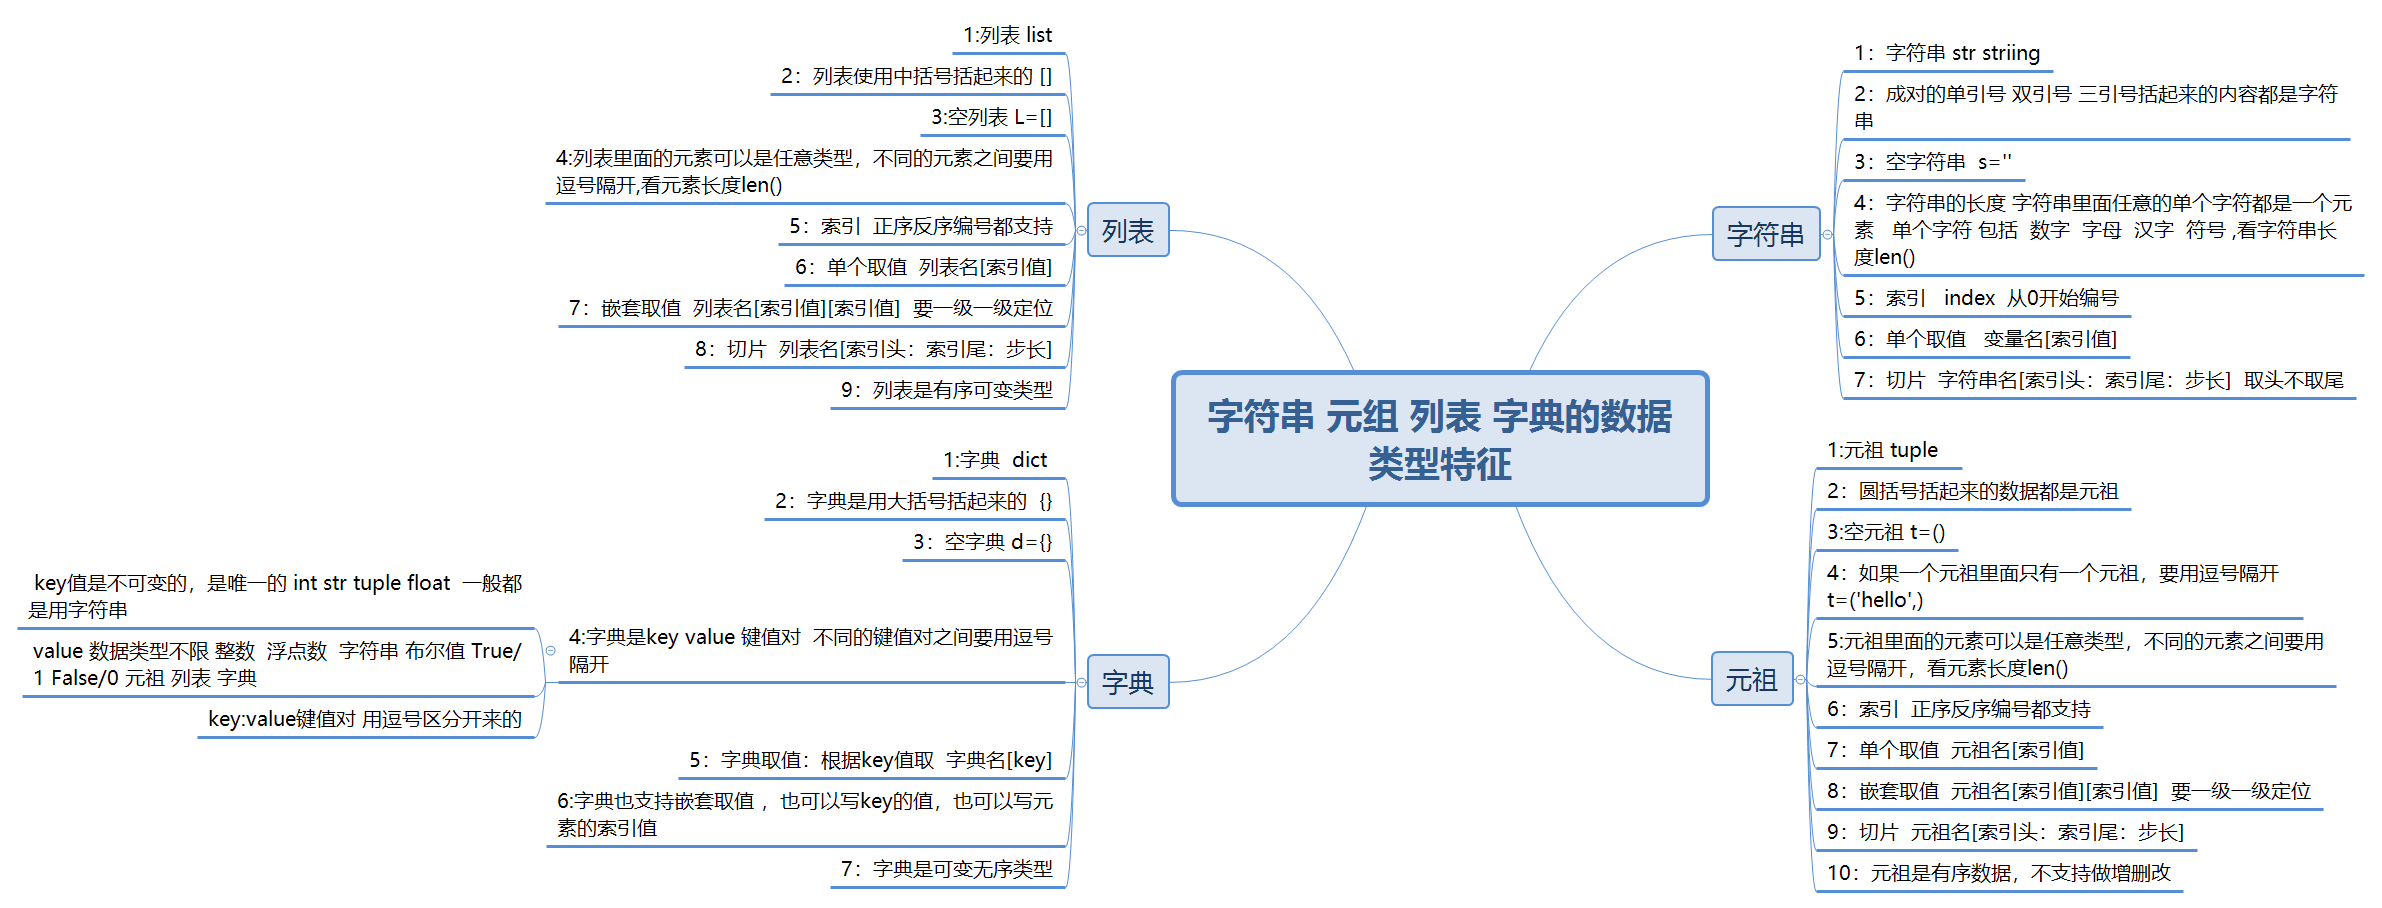 字符串 元组 列表 字典的数据
类型特征
列表
1:列表 list
2：列表使用中括号括起来的 []
3:空列表 L=[]
4:列表里面的元素可以是任意类型，不同的元素之间要用
逗号隔开,看元素长度len()
5：索引  正序反序编号都支持
6：单个取值  列表名[索引值]
7：嵌套取值  列表名[索引值][索引值]  要一级一级定位
8：切片  列表名[索引头：索引尾：步长]
9：列表是有序可变类型
字典
1:字典  dict
2：字典是用大括号括起来的  {}
3：空字典 d={}
4:字典是key value 键值对  不同的键值对之间要用逗号
隔开
key值是不可变的，是唯一的 int str tuple float  一般都
是用字符串
value 数据类型不限 整数  浮点数  字符串 布尔值 True/
1 False/0 元祖 列表 字典
key:value键值对 用逗号区分开来的
5：字典取值：根据key值取  字典名[key]
6:字典也支持嵌套取值 ，也可以写key的值，也可以写元
素的索引值
7：字典是可变无序类型
字符串
1：字符串 str striing
2：成对的单引号 双引号 三引号括起来的内容都是字符
串
3：空字符串  s=''
4：字符串的长度 字符串里面任意的单个字符都是一个元
素   单个字符 包括  数字  字母  汉字  符号 ,看字符串长
度len()
5：索引   index  从0开始编号
6：单个取值   变量名[索引值]
7：切片  字符串名[索引头：索引尾：步长]  取头不取尾
元祖
1:元祖 tuple
2：圆括号括起来的数据都是元祖
3:空元祖 t=()
4：如果一个元祖里面只有一个元祖，要用逗号隔开
t=('hello',)
5:元祖里面的元素可以是任意类型，不同的元素之间要用
逗号隔开，看元素长度len()
6：索引  正序反序编号都支持
7：单个取值  元祖名[索引值]
8：嵌套取值  元祖名[索引值][索引值]  要一级一级定位
9：切片  元祖名[索引头：索引尾：步长]
10：元祖是有序数据，不支持做增删改